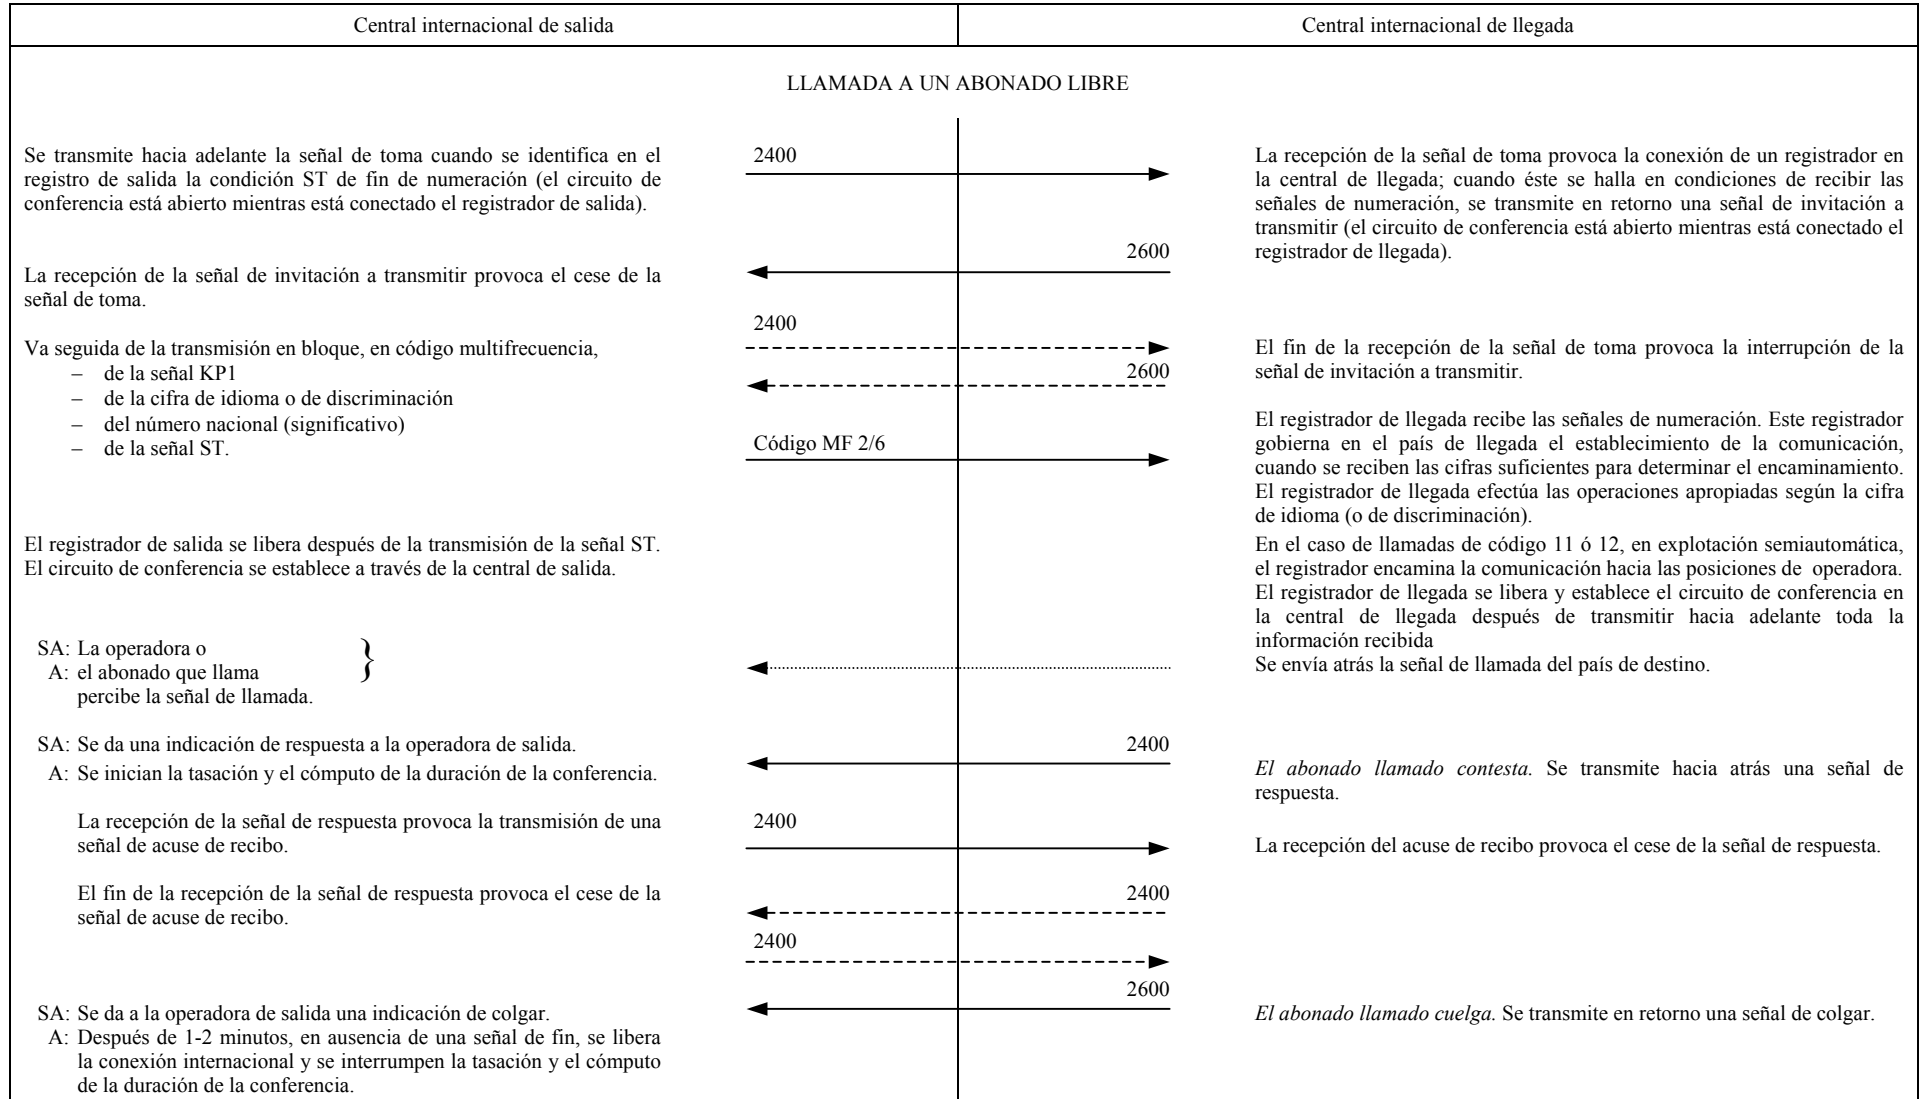 Central internacional de salida
Central internacional de llegada
LLAMADA A UN ABONADO LIBRE
Se transmite hacia adelante la señal de toma cuando se identifica en el
registro de salida la condición ST de fin de numeración (el circuito de
conferencia está abierto mientras está conectado el registrador de salida).
2400
La recepción de la señal de toma provoca la conexión de un registrador en
la central de llegada; cuando éste se halla en condiciones de recibir las
señales de numeración, se transmite en retorno una señal de invitación a
transmitir (el circuito de conferencia está abierto mientras está conectado el
registrador de llegada).
2600
La recepción de la señal de invitación a transmitir provoca el cese de la
señal de toma.
2400
Va seguida de la transmisión en bloque, en código multifrecuencia,
– de la señal KP1
– de la cifra de idioma o de discriminación
– del número nacional (significativo)
– de la señal ST.
El fin de la recepción de la señal de toma provoca la interrupción de la
señal de invitación a transmitir.
2600
Código MF 2/6
El registrador de llegada recibe las señales de numeración. Este registrador
gobierna en el país de llegada el establecimiento de la comunicación,
cuando se reciben las cifras suficientes para determinar el encaminamiento.
El registrador de llegada efectúa las operaciones apropiadas según la cifra
de idioma (o de discriminación).
El registrador de salida se libera después de la transmisión de la señal ST.
El circuito de conferencia se establece a través de la central de salida.
En el caso de llamadas de código 11 ó 12, en explotación semiautomática,
el registrador encamina la comunicación hacia las posiciones de operadora.
El registrador de llegada se libera y establece el circuito de conferencia en
la central de llegada después de transmitir hacia adelante toda la
información recibida
SA: La operadora o
A: el abonado que llama
percibe la señal de llamada.
}
Se envía atrás la señal de llamada del país de destino.
SA: Se da una indicación de respuesta a la operadora de salida.
A: Se inician la tasación y el cómputo de la duración de la conferencia.
2400
El abonado llamado contesta. Se transmite hacia atrás una señal de
respuesta.
La recepción de la señal de respuesta provoca la transmisión de una
señal de acuse de recibo.
2400
La recepción del acuse de recibo provoca el cese de la señal de respuesta.
El fin de la recepción de la señal de respuesta provoca el cese de la
señal de acuse de recibo.
2400
2400
2600
SA: Se da a la operadora de salida una indicación de colgar.
A: Después de 1-2 minutos, en ausencia de una señal de fin, se libera
la conexión internacional y se interrumpen la tasación y el cómputo
de la duración de la conferencia.
El abonado llamado cuelga. Se transmite en retorno una señal de colgar.